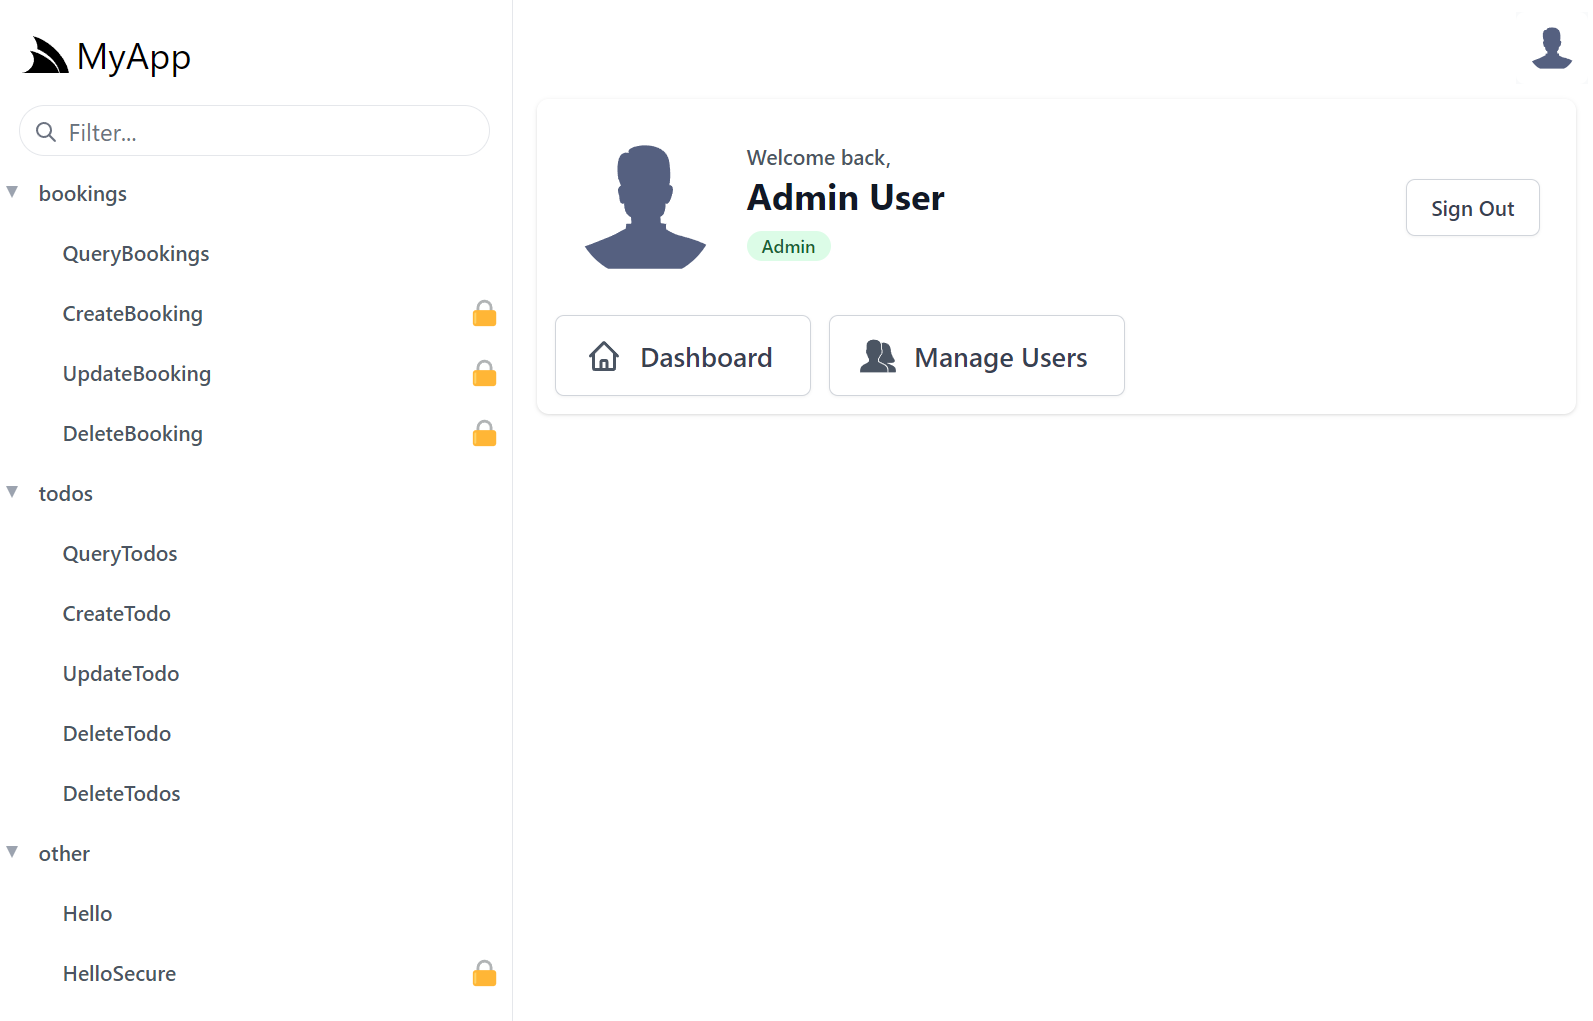 MyApp
Filter...
bookings
QueryBookings
CreateBooking
UpdateBooking
DeleteBooking
todos
QueryTodos
CreateTodo
UpdateTodo
DeleteTodo
DeleteTodos
other
Hello
HelloSecure
Welcome back,
Admin User
Admin
Sign Out
Dashboard
Manage Users